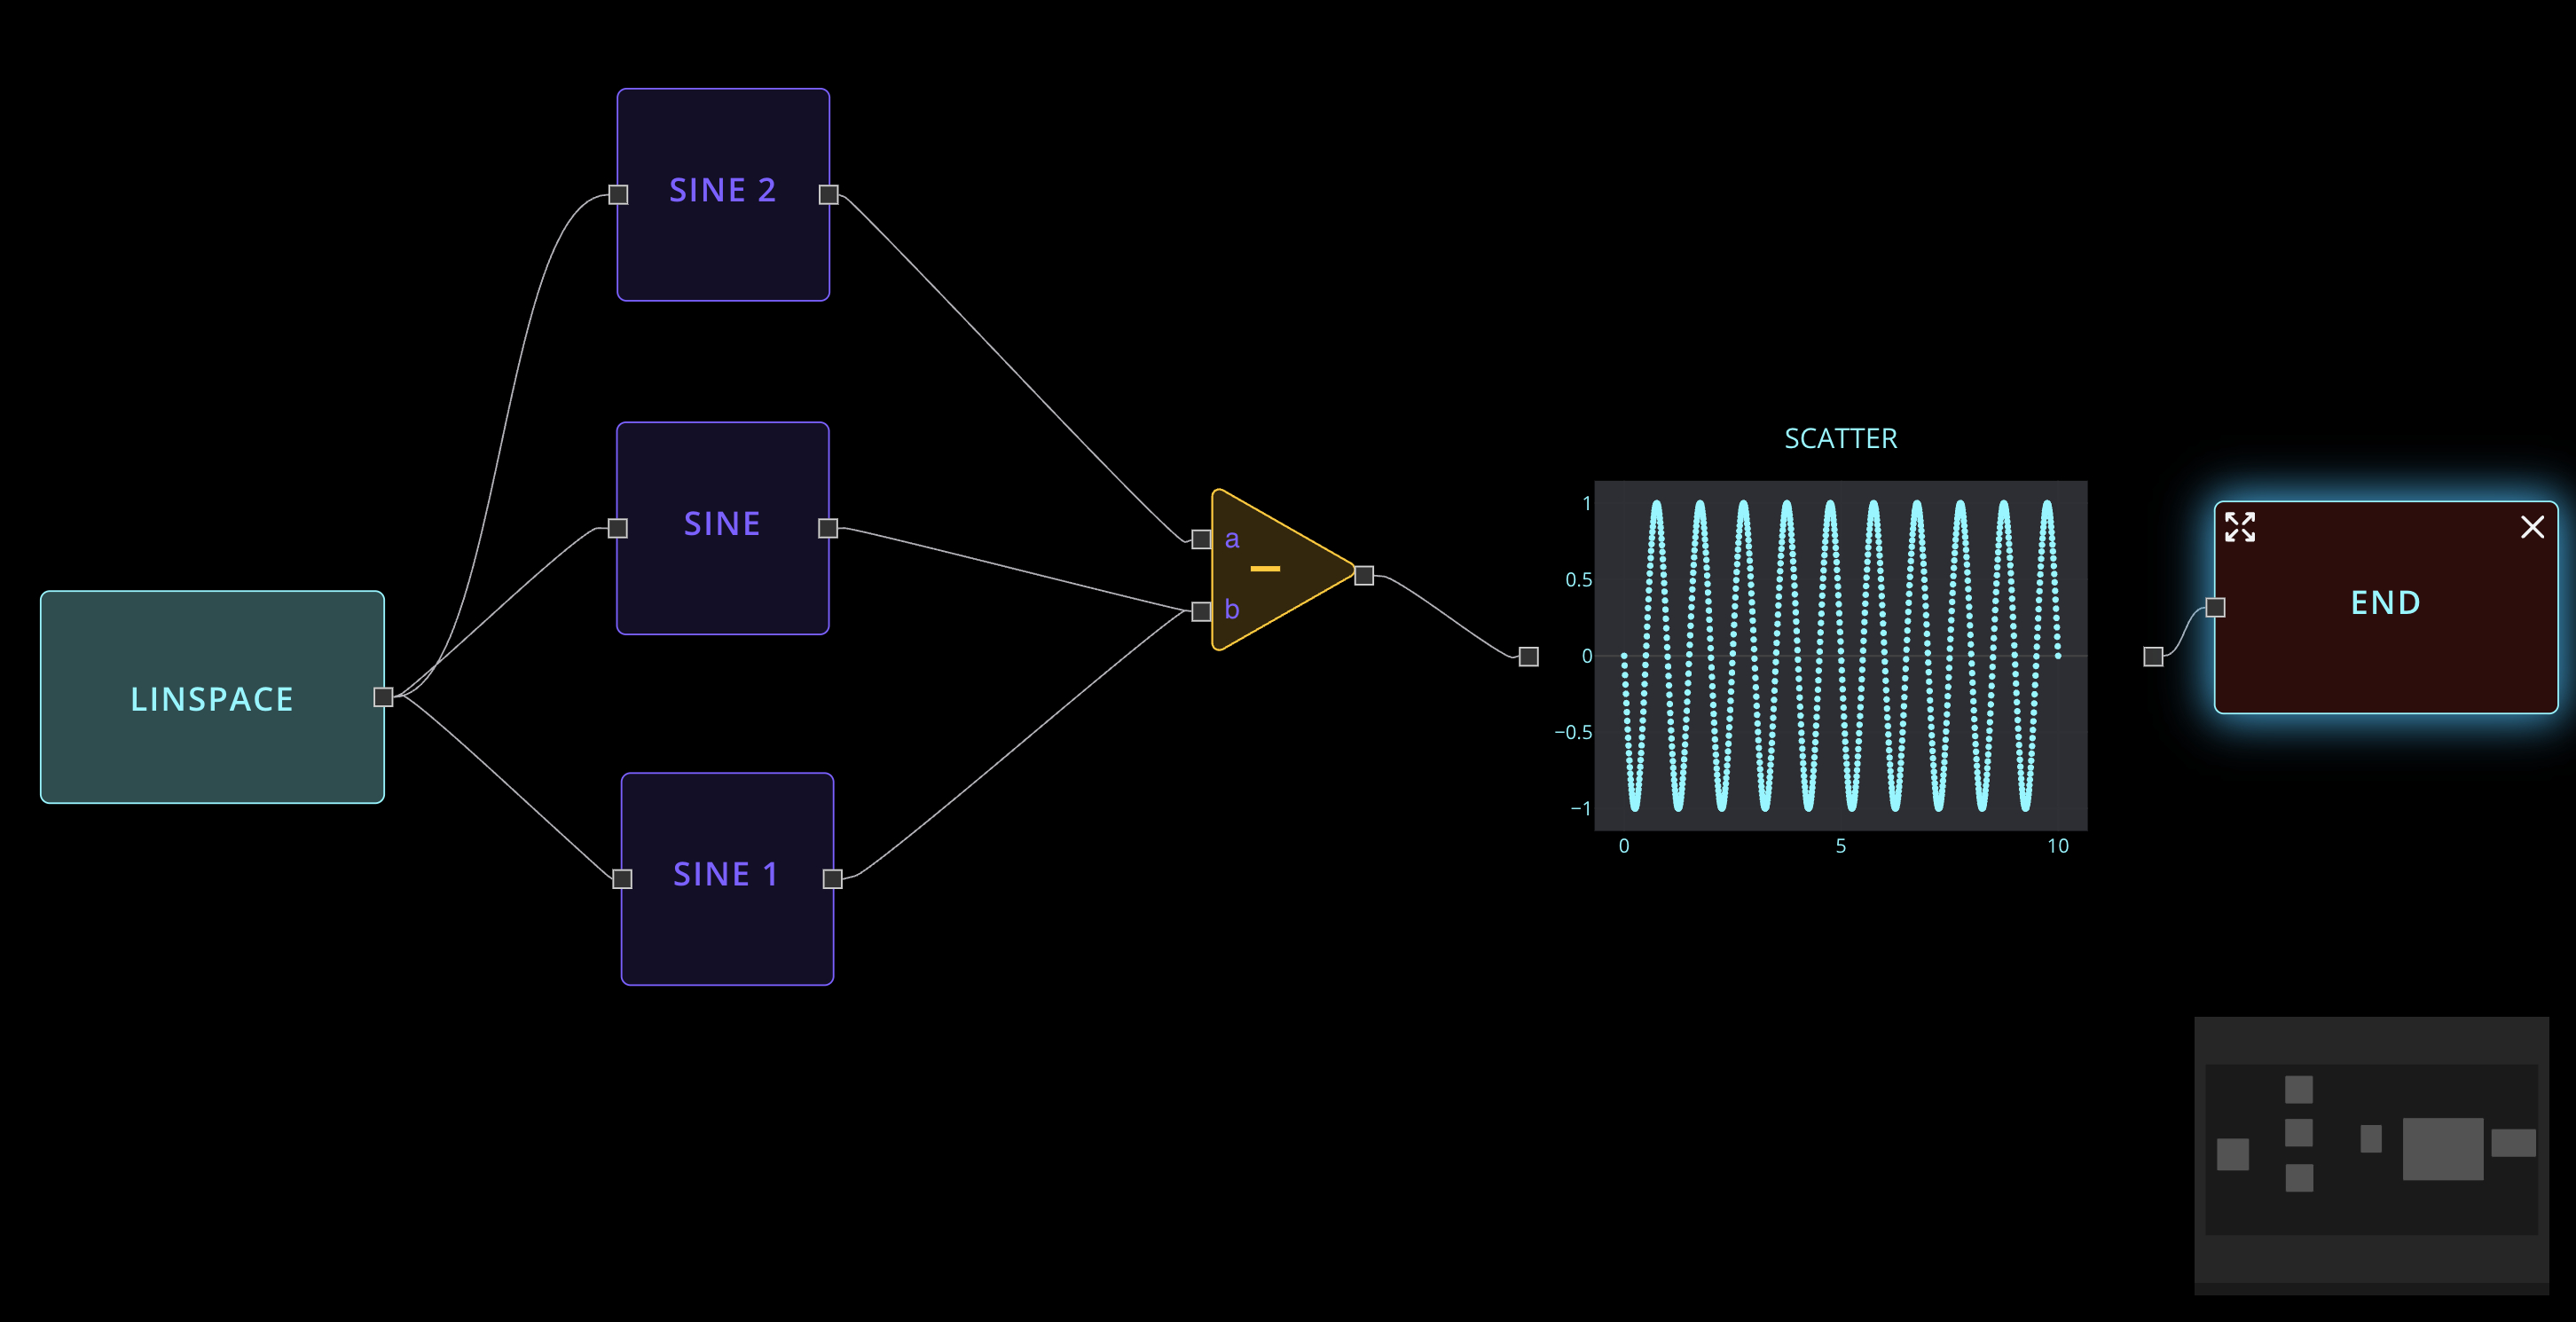 SINE 2
SINE
LINSPACE
SINE 1
a
b
SCATTER
1
0.5
0
−0.5
−1
0 5 10
END